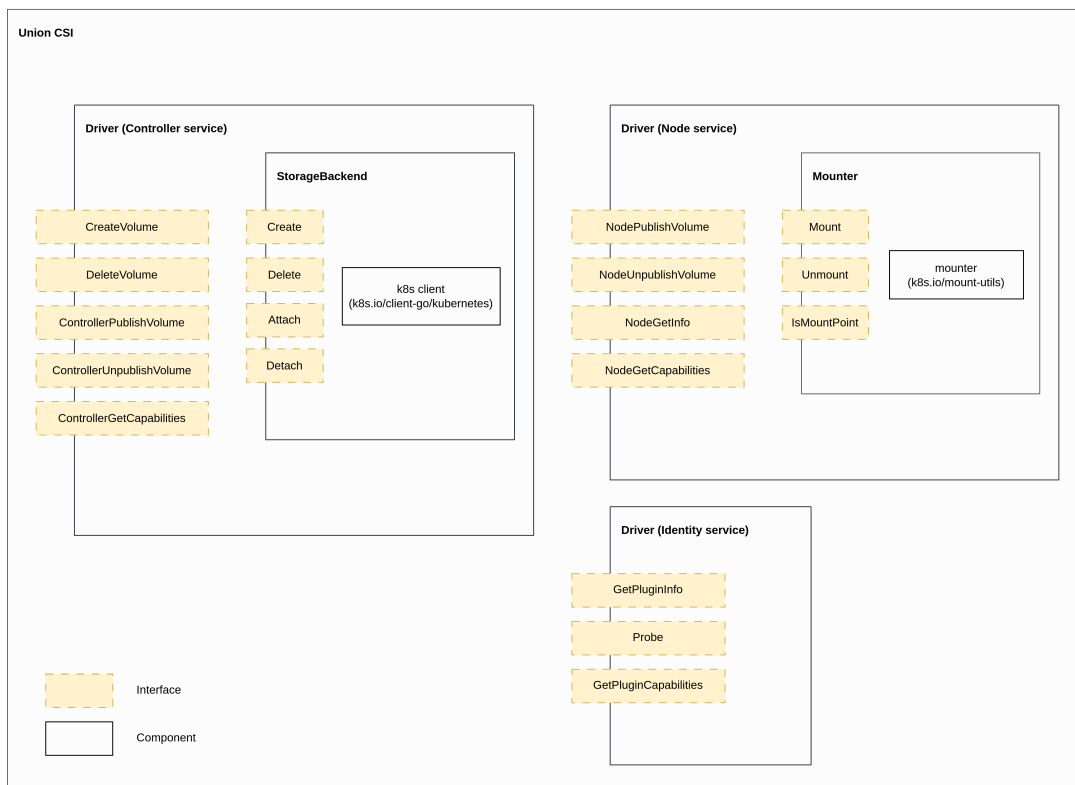 Union CSI
Driver (Controller service)
StorageBackend
CreateVolume
DeleteVolume
ControllerPublishVolume
ControllerUnpublishVolume
ControllerGetCapabilities
Create
Delete
Attach
Detach
k8s client
(k8s.io/client-go/kubernetes)
Driver (Node service)
Mounter
NodePublishVolume
NodeUnpublishVolume
NodeGetInfo
NodeGetCapabilities
Mount
Unmount
IsMountPoint
mounter
(k8s.io/mount-utils)
Driver (Identity service)
GetPluginInfo
Probe
GetPluginCapabilities
Interface
Component